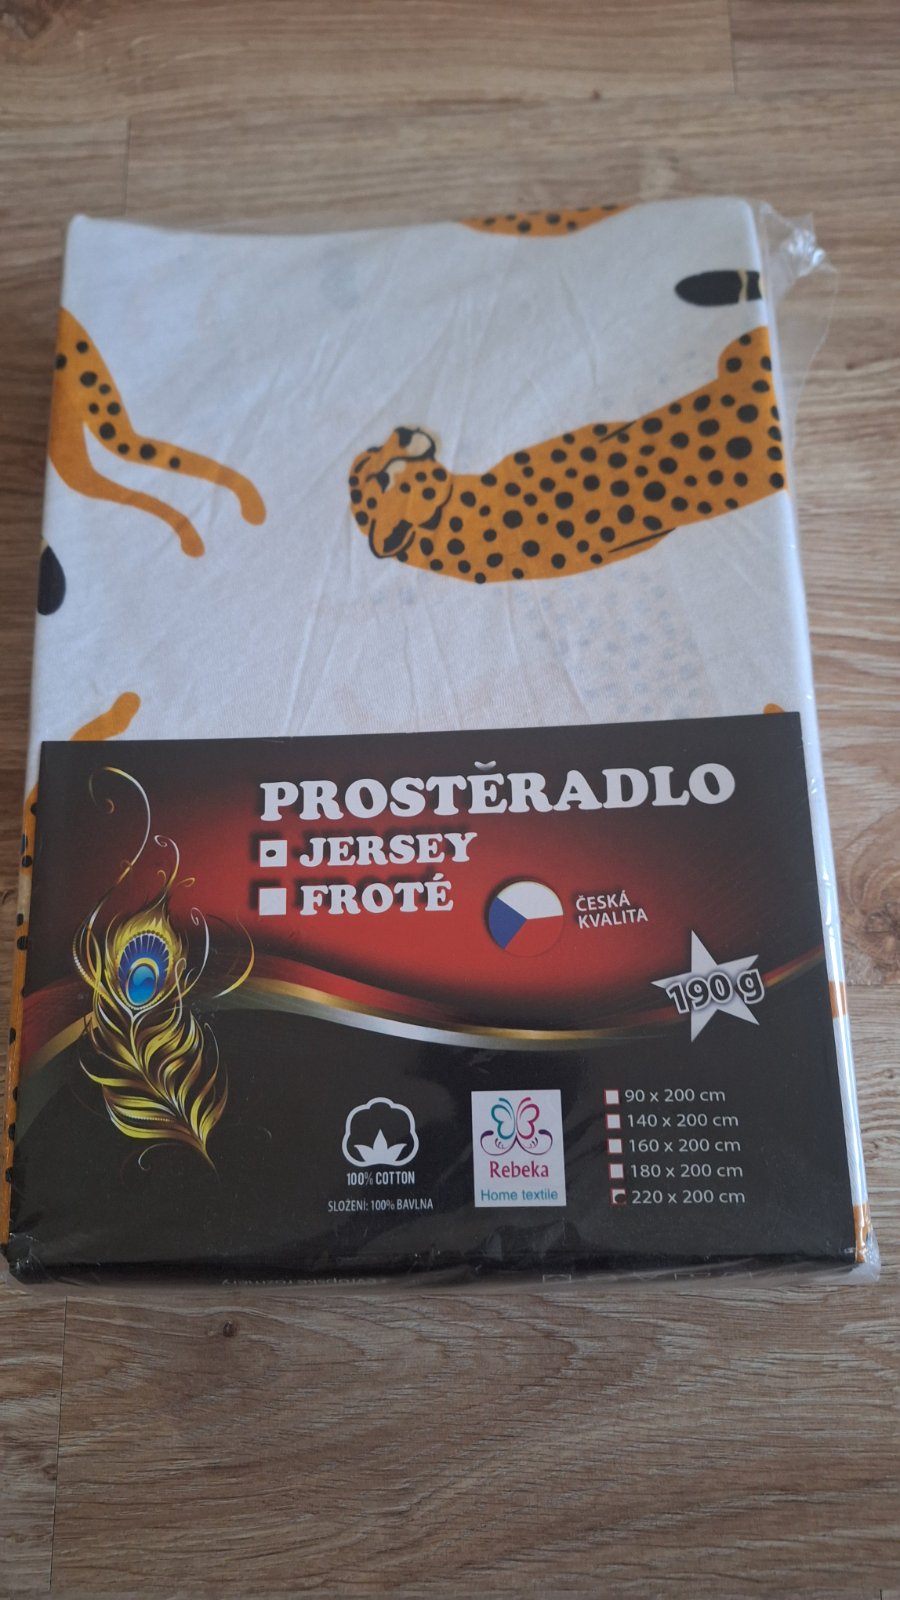 PROSTĚRADLO
JERSEY
FROTÉ
ČESKÁ
KVALITA
190 g
90 x 200 cm
140 x 200 cm
160 x 200 cm
180 x 200 cm
220 x 200 cm
100% COTTON
SLOŽENÍ: 100% BAVLNA
Rebeka
Home textile